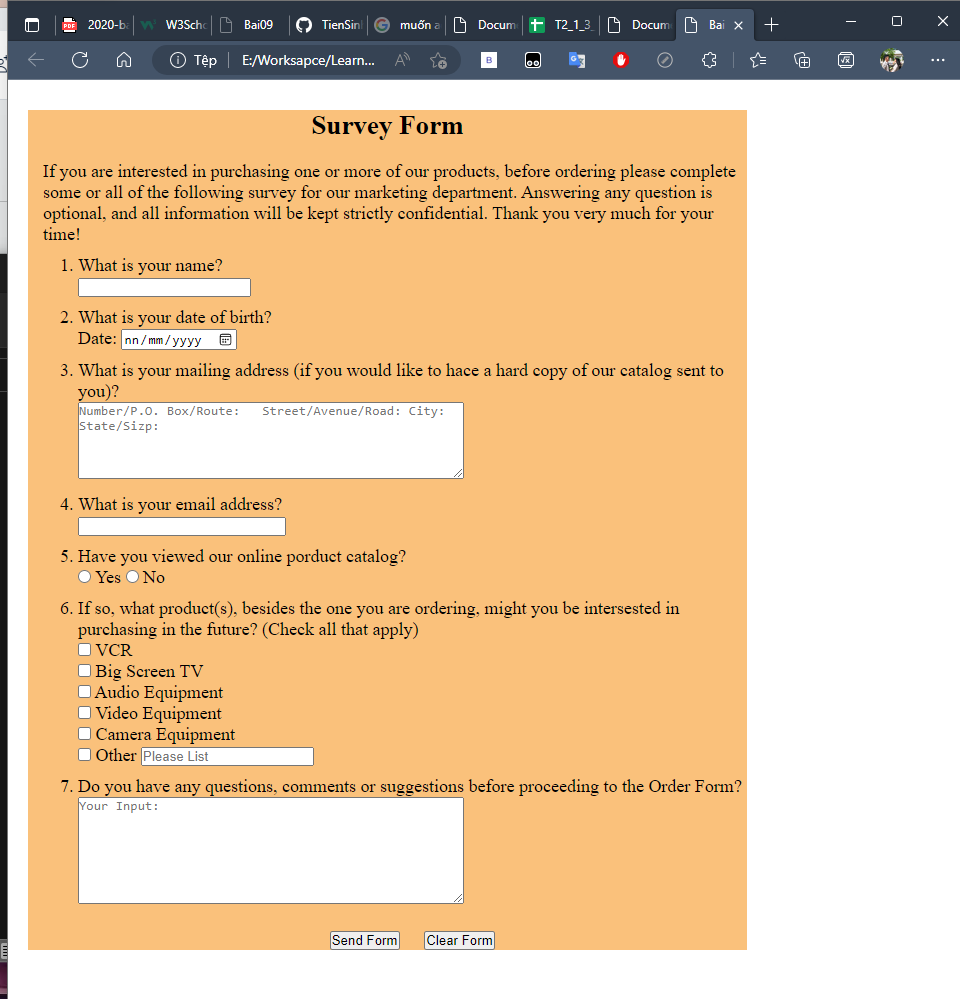 PDF 2020-ba W3Scho Bai09 TienSin muốn a Docum T2_1_3_ Docum Bai
Tệp E:/Worksapce/Learn...
Survey Form
If you are interested in purchasing one or more of our products, before ordering please complete
some or all of the following survey for our marketing department. Answering any question is
optional, and all information will be kept strictly confidential. Thank you very much for your
time!
1. What is your name?
2. What is your date of birth?
Date: nn/mm/yyyy
3. What is your mailing address (if you would like to hace a hard copy of our catalog sent to
you)?
Number/P.O. Box/Route: Street/Avenue/Road: City:
State/Sizp:
4. What is your email address?
5. Have you viewed our online porduct catalog?
Yes No
6. If so, what product(s), besides the one you are ordering, might you be intersested in
purchasing in the future? (Check all that apply)
VCR
Big Screen TV
Audio Equipment
Video Equipment
Camera Equipment
Other Please List
7. Do you have any questions, comments or suggestions before proceeding to the Order Form?
Your Input:
Send Form Clear Form